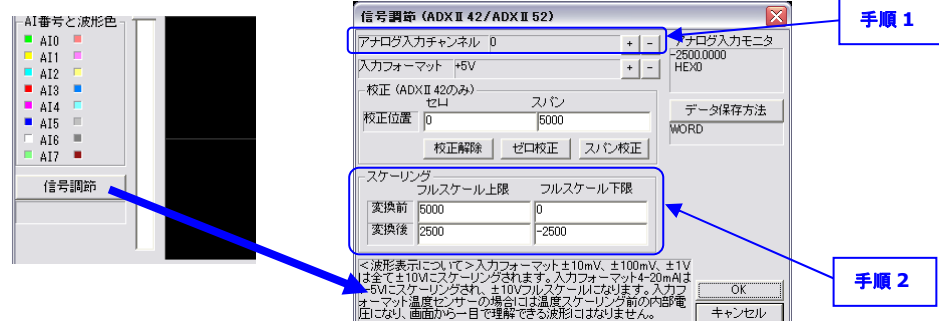 AI番号と波形色
AI0
AI1
AI2
AI3
AI4
AI5
AI6
AI7
信号調節
信号調節 (ADXⅡ42/ADXⅡ52)
アナログ入力チャンネル 0 + -
入力フォーマット +5V + -
校正 (ADXⅡ42のみ)
ゼロ スパン
校正位置 0 5000
校正解除 ゼロ校正 スパン校正
スケーリング
フルスケール上限 フルスケール下限
変換前 5000 0
変換後 2500 -2500
<波形表示について>入力フォーマット±10mV、±100mV、±1V
は全て±10Vにスケーリングされます。入力フォーマット4-20mAは
+5Vにスケーリングされ、±10Vフルスケールになります。入力フ
ォーマット温度センサーの場合には温度スケーリング前の内部電
圧になり、画面から一目で理解できる波形にはなりません。
アナログ入力モニタ
-2500.0000
HEX0
データ保存方法
WORD
OK
キャンセル
手順 1
手順 2